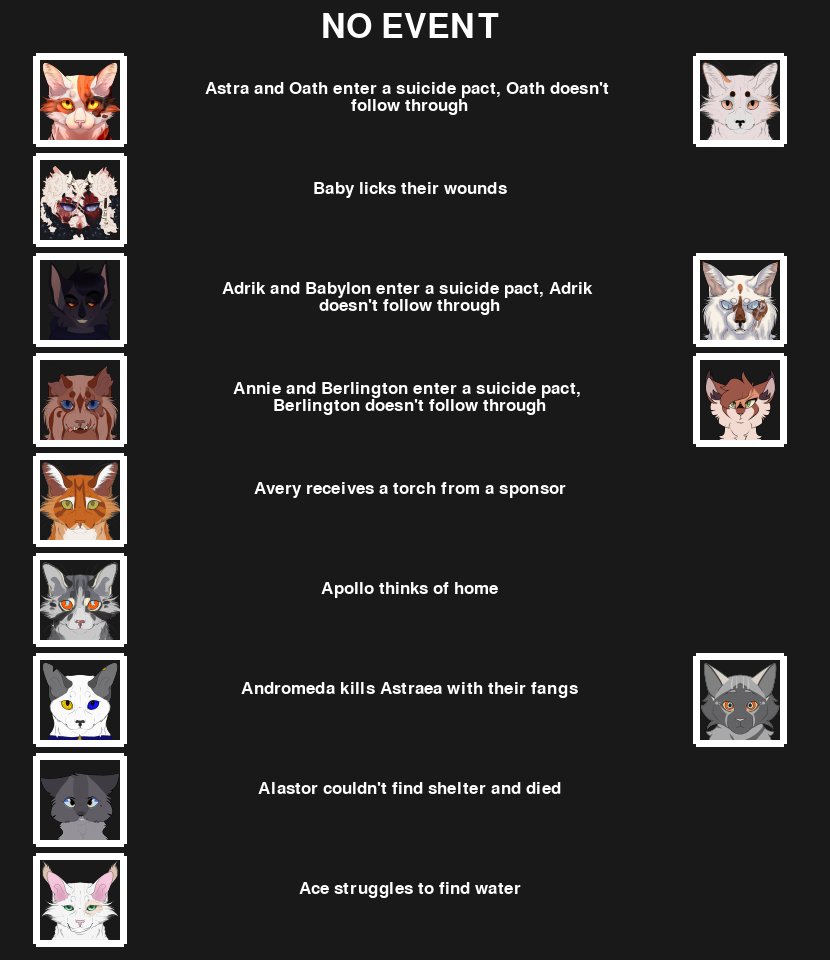 NO EVENT
Astra and Oath enter a suicide pact, Oath doesn't
follow through
Baby licks their wounds
Adrik and Babylon enter a suicide pact, Adrik
doesn't follow through
Annie and Berlington enter a suicide pact,
Berlington doesn't follow through
Avery receives a torch from a sponsor
Apollo thinks of home
Andromeda kills Astraea with their fangs
Alastor couldn't find shelter and died
Ace struggles to find water